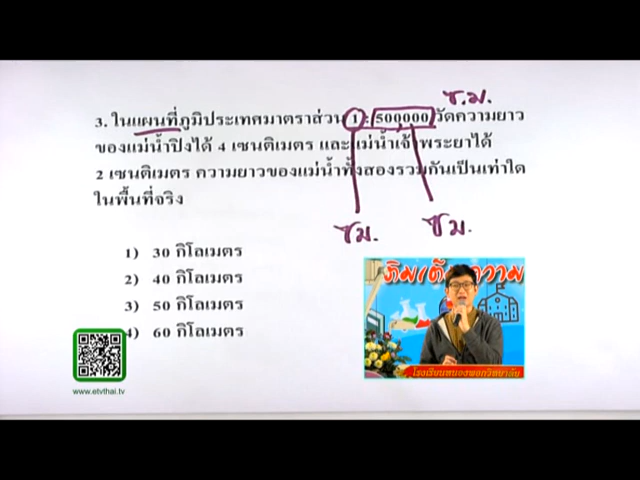 ซ.ม.
3. ในแผนที่ภูมิประเทศมาตราส่วน 1 : 500000 วัดความยาว
ของแม่น้ำปิงได้ 4 เซนติเมตร และแม่น้ำเจ้าพระยาได้
2 เซนติเมตร ความยาวของแม่น้ำทั้งสองรวมกันเป็นเท่าใด
ในพื้นที่จริง
ซม. ซม.
1) 30 กิโลเมตร
2) 40 กิโลเมตร
3) 50 กิโลเมตร
4) 60 กิโลเมตร
www.etvthai.tv
โรงเรียนหนองพอกวิทยาลัย